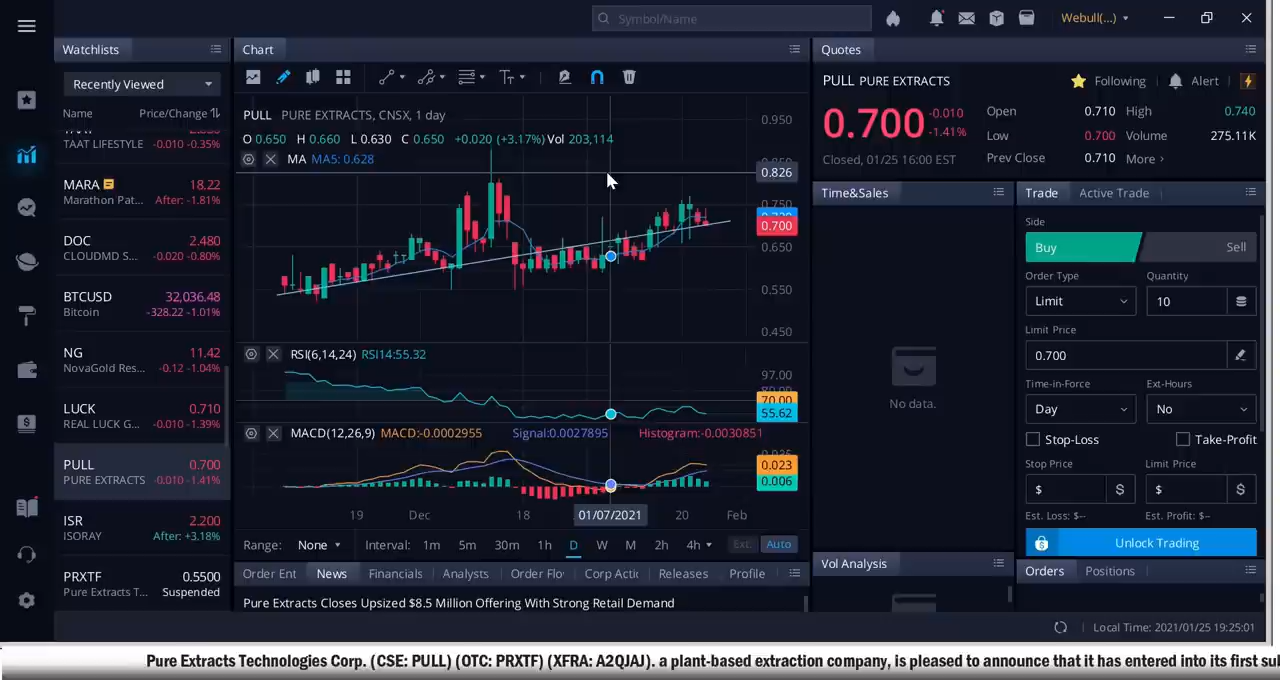 Symbol/Name
Webull(...)
Watchlists
Recently Viewed
Name
Price/Change
TAAT LIFESTYLE
-0.010 -0.35%
MARA
18.22
Marathon Pat...
After: -1.81%
DOC
2.480
CLOUDMD S...
-0.020 -0.80%
BTCUSD
32,036.48
Bitcoin
-328.22 -1.01%
NG
11.42
NovaGold Res...
-0.12 -1.04%
LUCK
0.710
REAL LUCK G...
-0.010 -1.39%
PULL
0.700
PURE EXTRACTS
-0.010 -1.41%
ISR
2.200
ISORAY
After: +3.18%
PRXTF
0.5500
Pure Extracts T...
Suspended
Chart
PULL PURE EXTRACTS, CNSX, 1 day
O 0.650 H 0.660 L 0.630 C 0.650 +0.020 (+3.17%) Vol 203,114
MA MA5: 0.628
0.950
0.826
0.750
0.700
0.650
0.550
0.450
RSI(6,14,24) RSI14:55.32
97.00
70.00
55.62
MACD(12,26,9) MACD:-0.0002955 Signal:0.0027895 Histogram:-0.0030851
0.023
0.006
19 Dec 18 01/07/2021 20 Feb
Range: None Interval: 1m 5m 30m 1h D W M 2h 4h Ext. Auto
Order Ent News Financials Analysts Order Flo Corp Actio Releases Profile
Pure Extracts Closes Upsized $8.5 Million Offering With Strong Retail Demand
Quotes
PULL PURE EXTRACTS
Following
Alert
0.700
-0.010
-1.41%
Closed, 01/25 16:00 EST
Open 0.710 High 0.740
Low 0.700 Volume 275.11K
Prev Close 0.710 More
Time&Sales
No data.
Vol Analysis
Trade
Active Trade
Side
Buy
Sell
Order Type
Quantity
Limit
10
Limit Price
0.700
Time-in-Force
Ext-Hours
Day
No
Stop-Loss
Take-Profit
Stop Price
Limit Price
$ $
$ $
Est. Loss: $--
Est. Profit: $--
Unlock Trading
Orders
Positions
Local Time: 2021/01/25 19:25:01
Pure Extracts Technologies Corp. (CSE: PULL) (OTC: PRXTF) (XFRA: A2QJAJ). a plant-based extraction company, is pleased to announce that it has entered into its first su